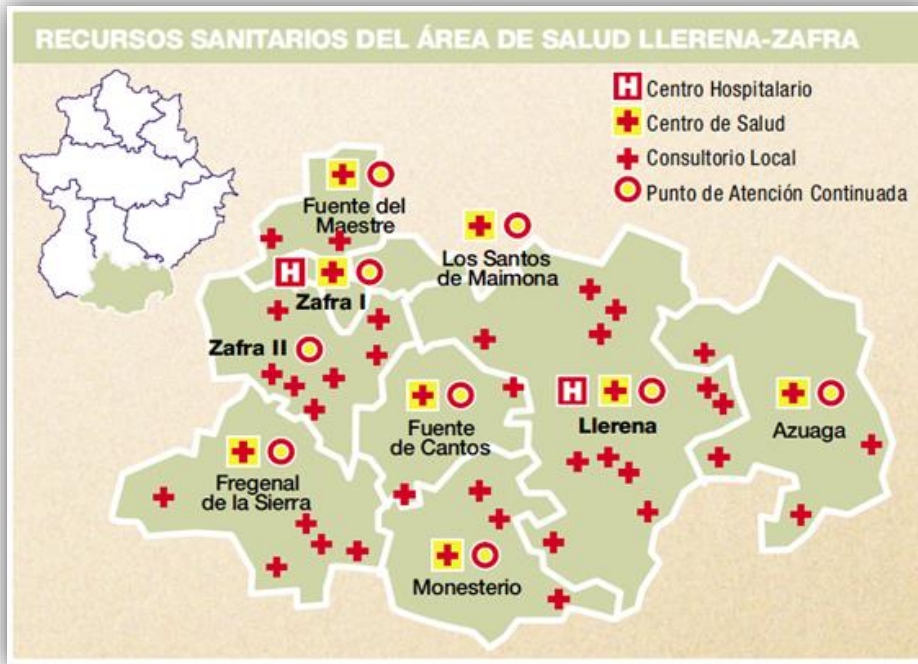 RECURSOS SANITARIOS DEL ÁREA DE SALUD LLERENA-ZAFRA
H Centro Hospitalario
Centro de Salud
Consultorio Local
Punto de Atención Continuada
Fuente del
Maestre
Los Santos
de Maimona
H
Zafra I
Zafra II
Fuente
de Cantos
H
Llerena
Azuaga
Fregenal
de la Sierra
Monesterio